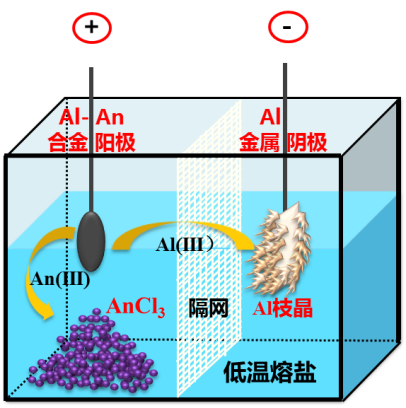 +
-
Al- An
合金 阳极
Al
金属 阴极
Al(III)
An(III)
AnCl3
隔网
Al枝晶
低温熔盐